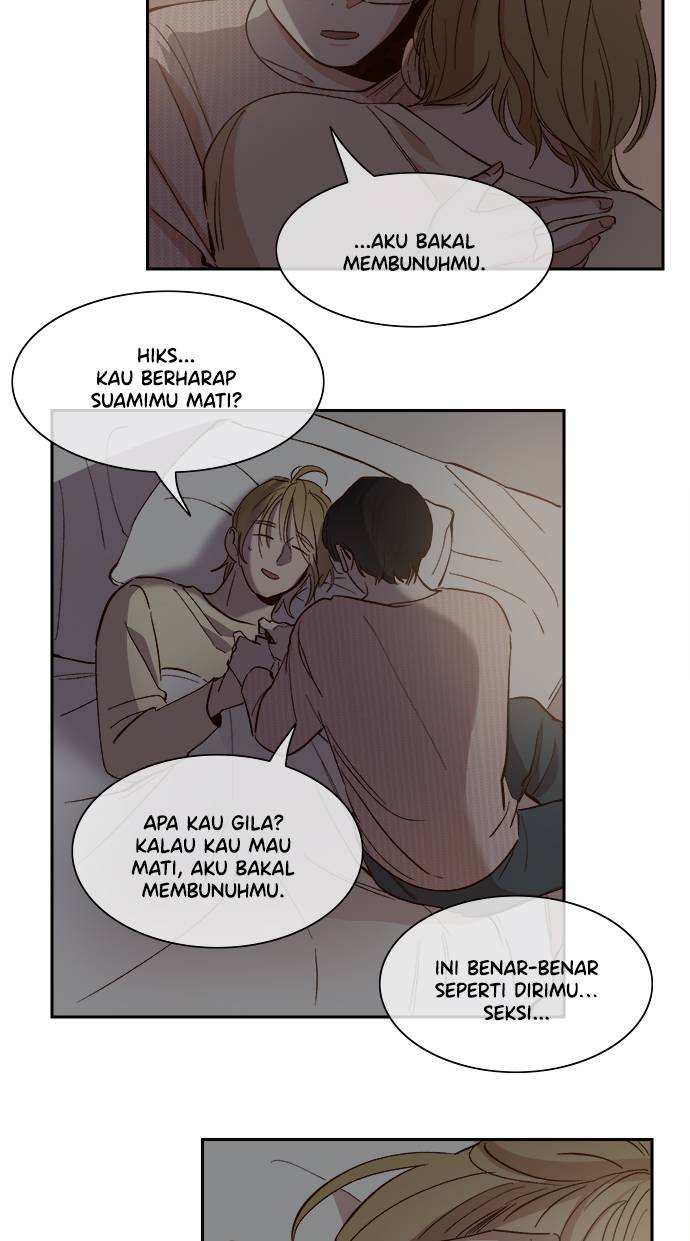 ...AKU BAKAL
MEMBUNUHMU.
HIKS...
KAU BERHARAP
SUAMIMU MATI?
APA KAU GILA?
KALAU KAU MAU
MATI, AKU BAKAL
MEMBUNUHMU.
INI BENAR-BENAR
SEPERTI DIRIMU...
SEKSI...